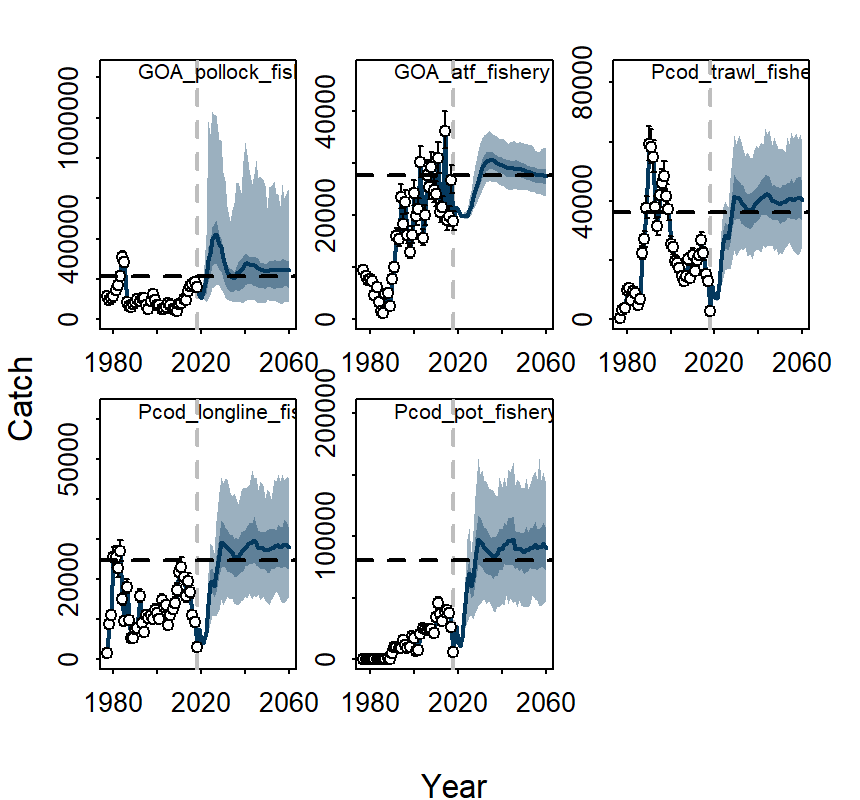 GOA_pollock_fisl
GOA_atf_fishery
Pcod_trawl_fishe
0 400000 1000000
0 20000 40000
0 40000 80000
1980 2020 2060
1980 2020 2060
1980 2020 2060
Catch
Pcod_longline_fis
Pcod_pot_fishery
0 20000 50000
0 100000 200000
1980 2020 2060
1980 2020 2060
Year